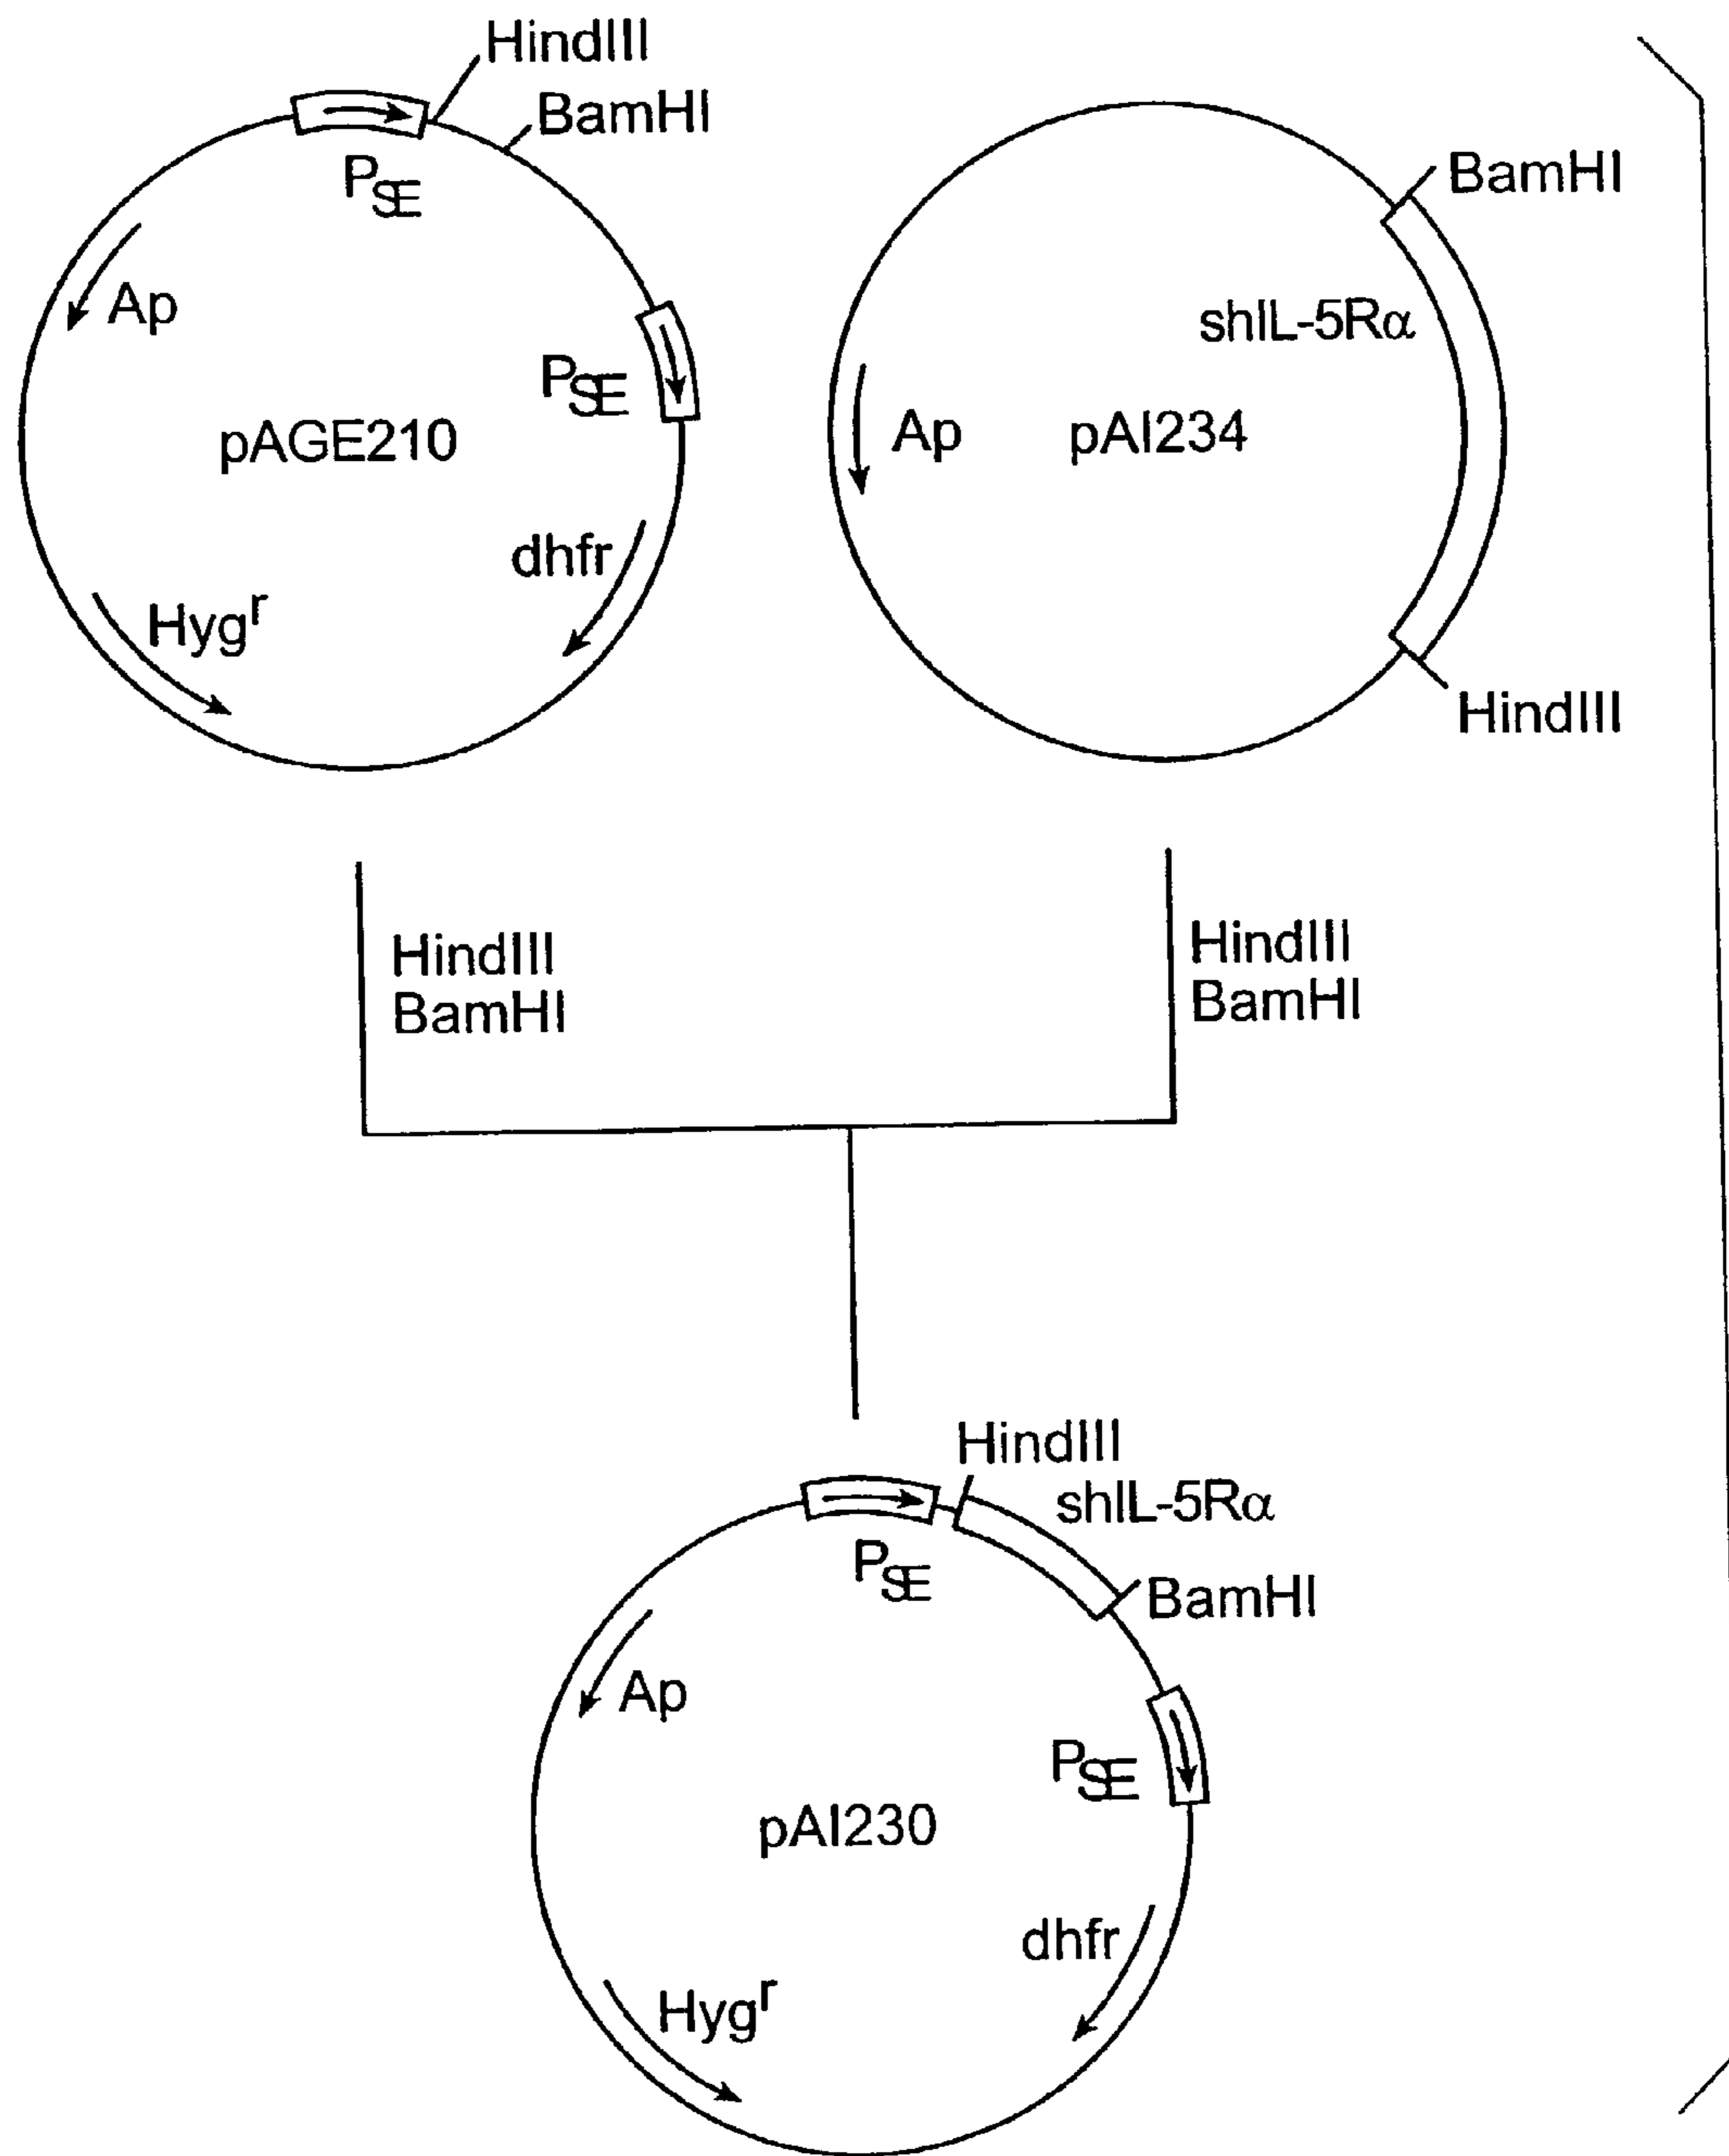 HindIII
BamHI
PSE
Ap
PSE
pAGE210
dhfr
Hygr
BamHI
shIL-5Rα
Ap
pAI234
HindIII
HindIII
BamHI
HindIII
BamHI
HindIII
shIL-5Rα
PSE
BamHI
Ap
PSE
pAI230
dhfr
Hygr